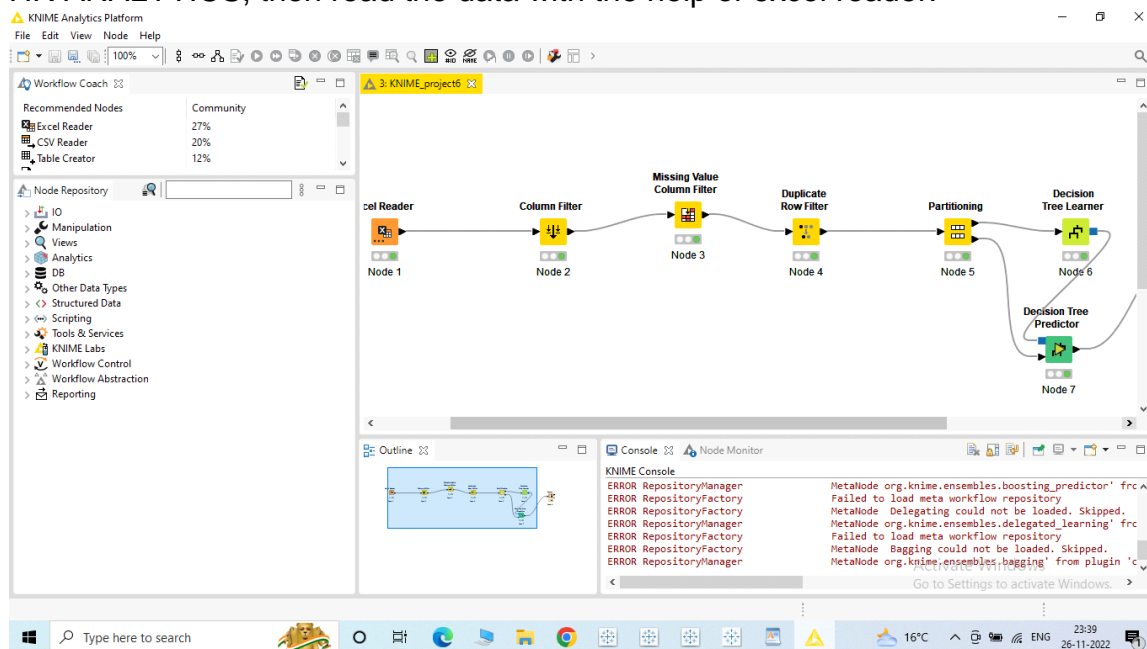 KNIME Analytics Platform
File Edit View Node Help
100%
Workflow Coach
Recommended Nodes Community
Excel Reader 27%
CSV Reader 20%
Table Creator 12%
Node Repository
IO
Manipulation
Views
Analytics
DB
Other Data Types
Structured Data
Scripting
Tools & Services
KNIME Labs
Workflow Control
Workflow Abstraction
Reporting
3: KNIME_project6
cel Reader
Node 1
Column Filter
Node 2
Missing Value
Column Filter
Node 3
Duplicate
Row Filter
Node 4
Partitioning
Node 5
Decision
Tree Learner
Node 6
Decision Tree
Predictor
Node 7
Outline
Console Node Monitor
KNIME Console
ERROR RepositoryManager MetaNode org.knime.ensembles.boosting_predictor' frc
ERROR RepositoryFactory Failed to load meta workflow repository
ERROR RepositoryFactory MetaNode Delegating could not be loaded. Skipped.
ERROR RepositoryManager MetaNode org.knime.ensembles.delegated_learning' frc
ERROR RepositoryFactory Failed to load meta workflow repository
ERROR RepositoryFactory MetaNode Bagging could not be loaded. Skipped.
ERROR RepositoryManager MetaNode org.knime.ensembles.bagging' from plugin 'c
Activate Windows
Go to Settings to activate Windows.
Type here to search
16°C ENG 23:39
26-11-2022